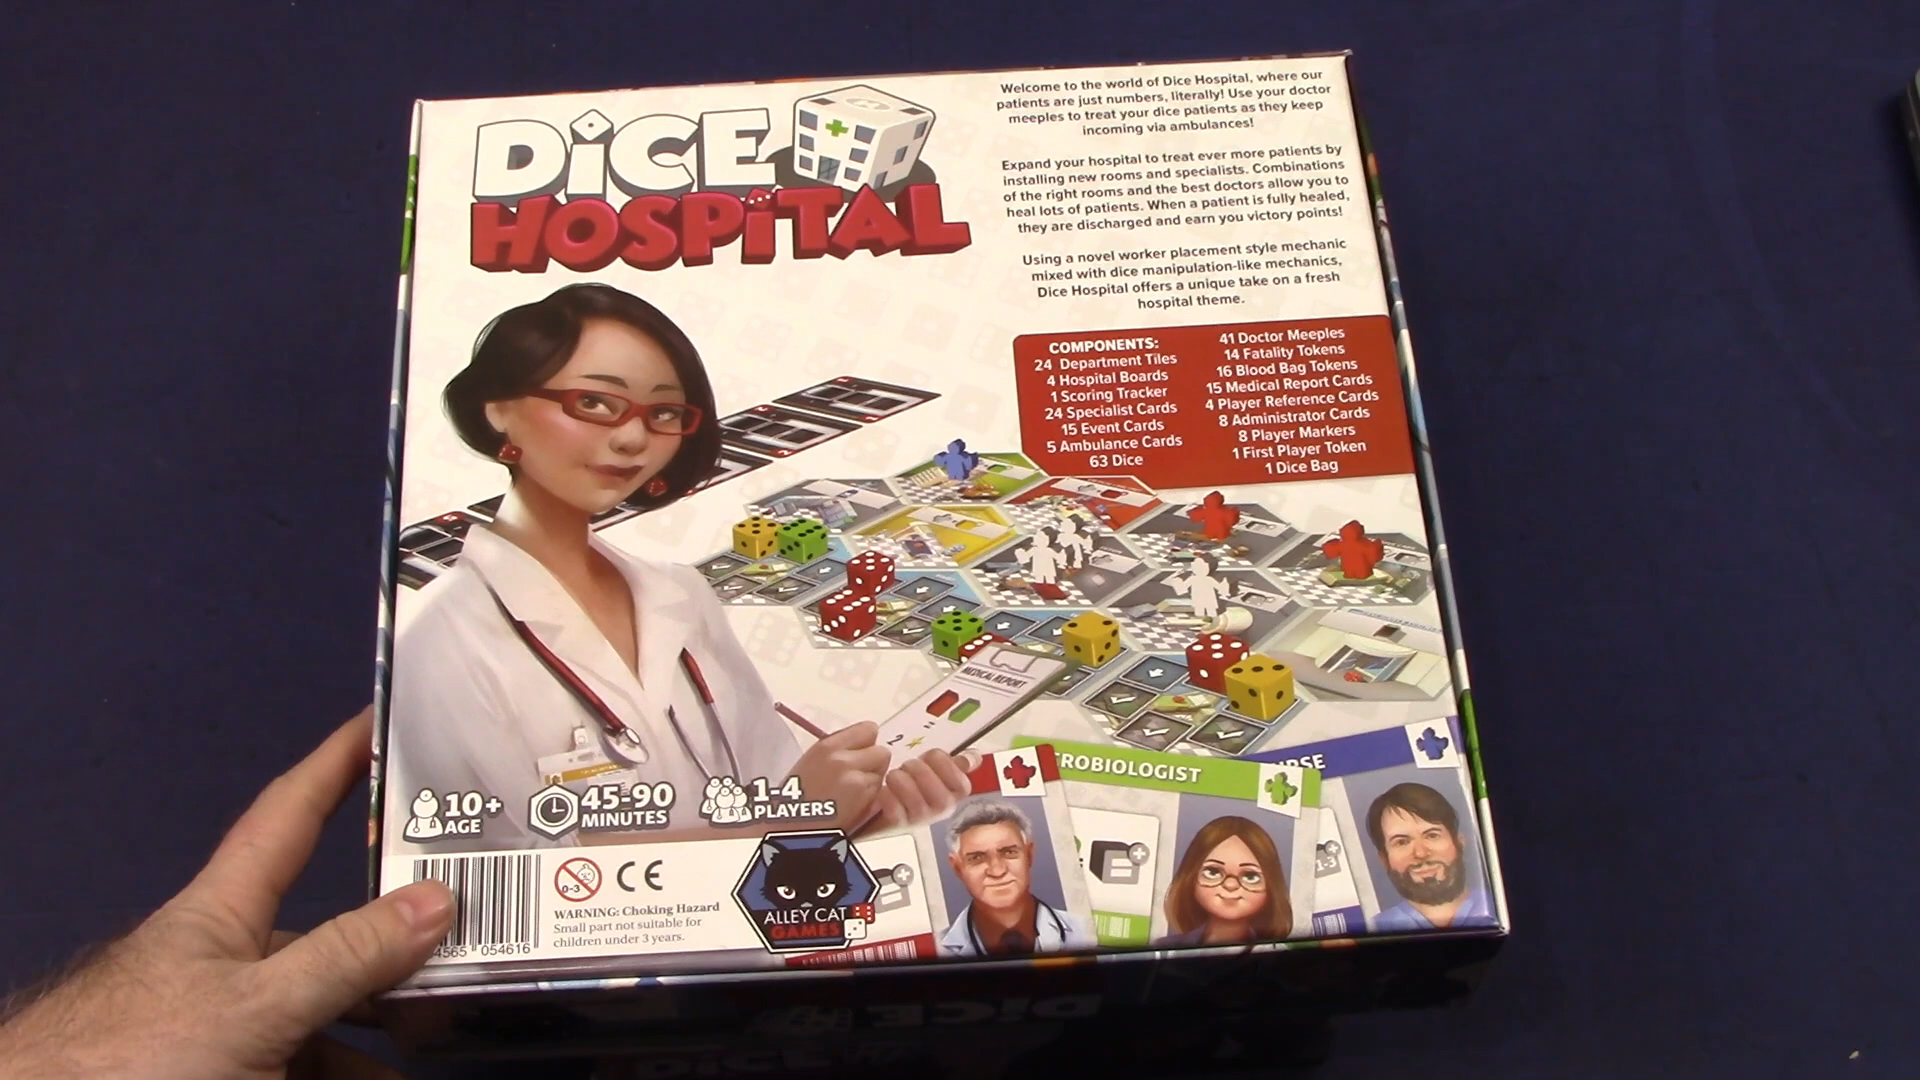 DiCE
HOSPiTAL
Welcome to the world of Dice Hospital, where our
patients are just numbers, literally! Use your doctor
meeples to treat your dice patients as they keep
incoming via ambulances!
Expand your hospital to treat ever more patients by
installing new rooms and specialists. Combinations
of the right rooms and the best doctors allow you to
heal lots of patients. When a patient is fully healed,
they are discharged and earn you victory points!
Using a novel worker placement style mechanic
mixed with dice manipulation-like mechanics,
Dice Hospital offers a unique take on a fresh
hospital theme.
COMPONENTS:
24 Department Tiles
4 Hospital Boards
1 Scoring Tracker
24 Specialist Cards
15 Event Cards
5 Ambulance Cards
63 Dice
41 Doctor Meeples
14 Fatality Tokens
16 Blood Bag Tokens
15 Medical Report Cards
4 Player Reference Cards
8 Administrator Cards
8 Player Markers
1 First Player Token
1 Dice Bag
MEDICAL REPORT
=
2
ROBIOLOGIST
RSE
1-3
10+
AGE
45-90
MINUTES
1-4
PLAYERS
0-3
CE
WARNING: Choking Hazard
Small part not suitable for
children under 3 years.
4565 054616
ALLEY CAT
GAMES
DiCE